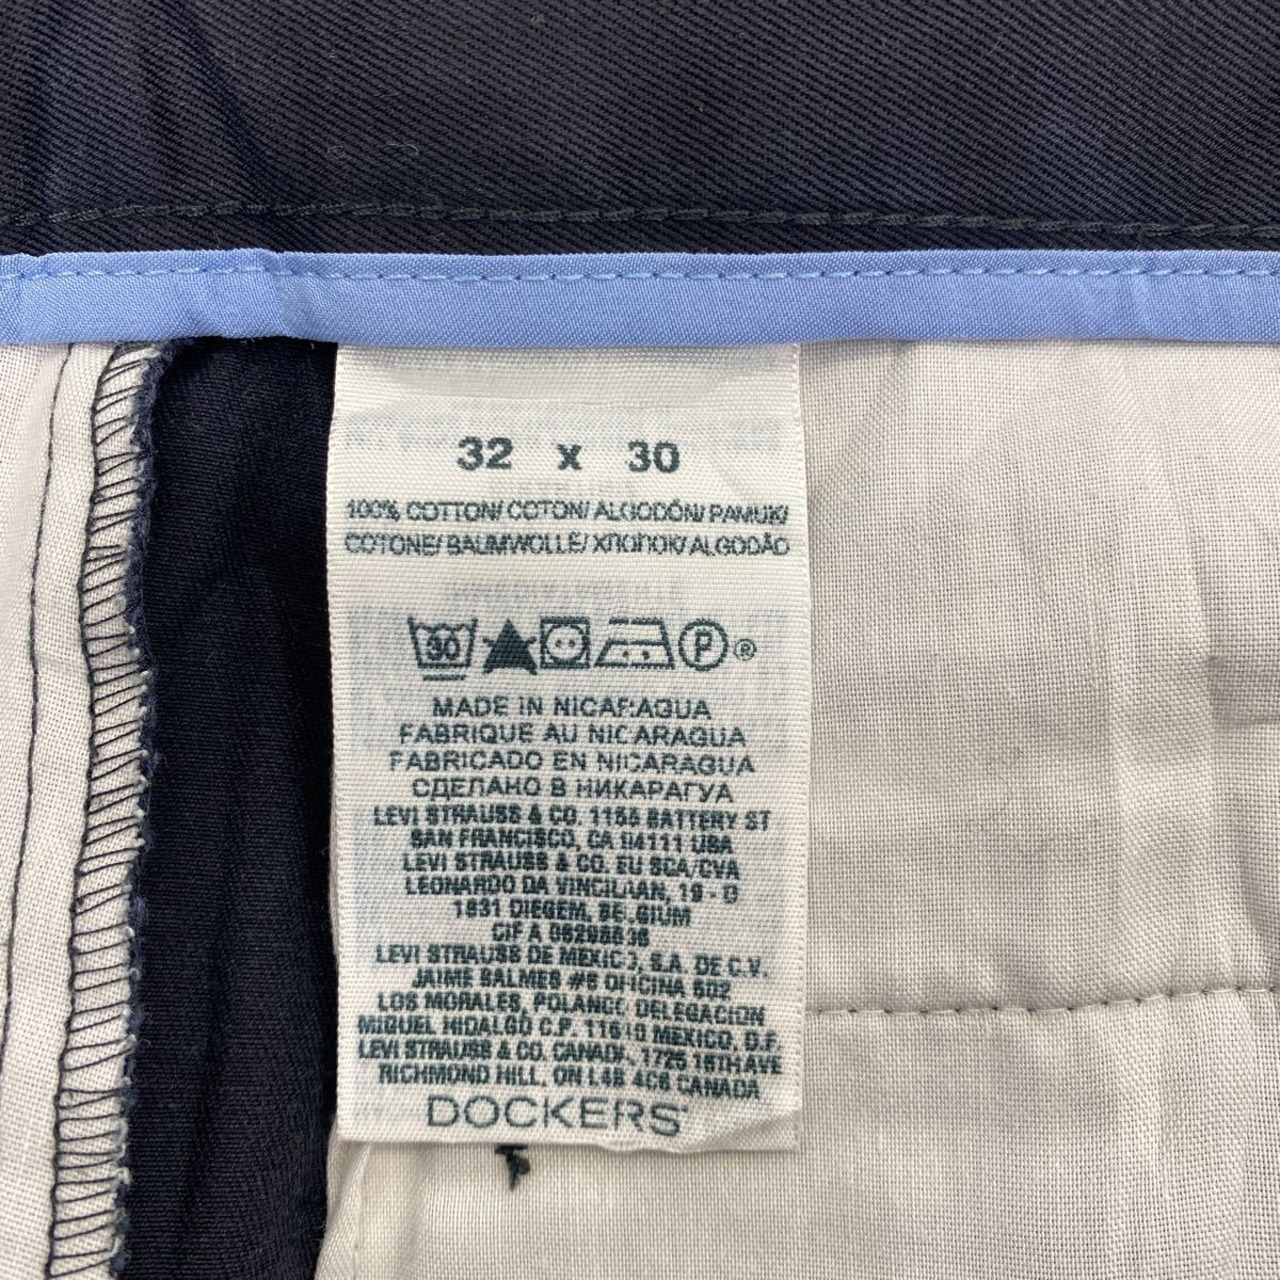 32 x 30
100% COTTON/ COTON/ ALGODÓN/ PAMUK/
COTONE/ BAUMWOLLE/ ХЛОПОК/ ALGODÃO
30 P ®
MADE IN NICARAGUA
FABRIQUE AU NICARAGUA
FABRICADO EN NICARAGUA
СДЕЛАНО В НИКАРАГУА
LEVI STRAUSS & CO. 1155 BATTERY ST
SAN FRANCISCO, CA 94111 USA
LEVI STRAUSS & CO. EU SCA/CVA
LEONARDO DA VINCILAAN, 19 - D
1831 DIEGEM, BELGIUM
CIF A
LEVI STRAUSS DE MEXICO, S.A. DE C.V.
JAIME BALMES #8 OFICINA 602
LOS MORALES, POLANCO DELEGACION
MIGUEL HIDALGO C.P. MEXICO, D.F.
LEVI STRAUSS & CO. CANADA, 1725 16TH AVE
RICHMOND HILL, ON L4B 4C6 CANADA
DOCKERS